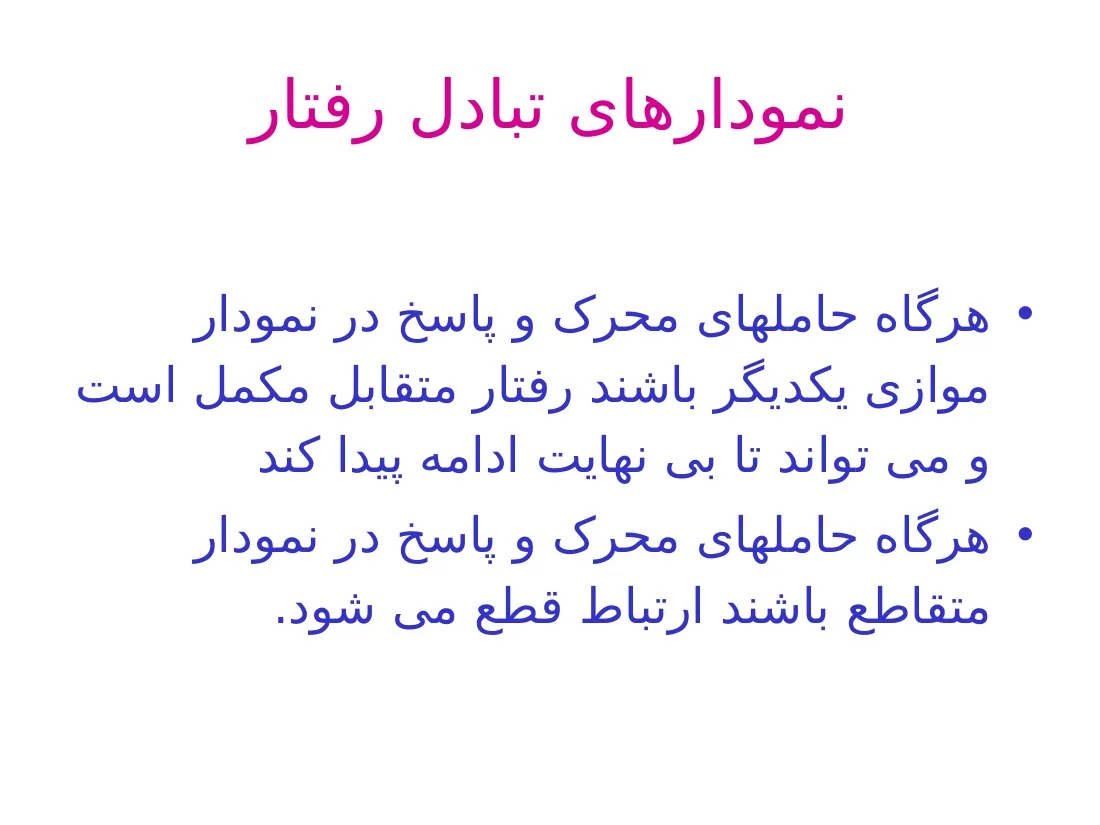 نمودارهای تبادل رفتار
• هرگاه حاملهای محرک و پاسخ در نمودار
موازی یکدیگر باشند رفتار متقابل مکمل است
و می تواند تا بی نهایت ادامه پیدا کند
• هرگاه حاملهای محرک و پاسخ در نمودار
متقاطع باشند ارتباط قطع می شود.